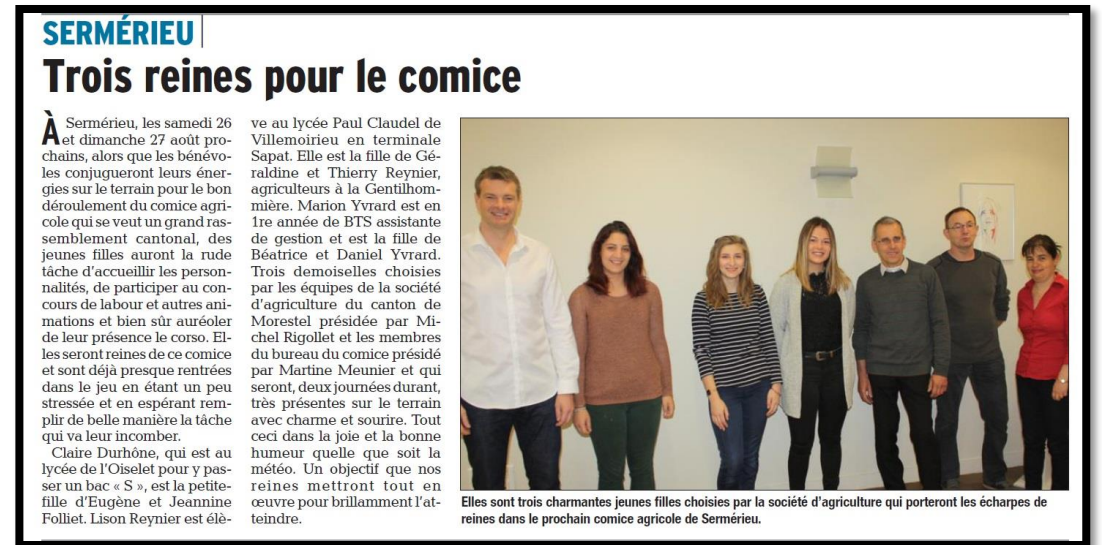 SERMÉRIEU
Trois reines pour le comice
À Sermérieu, les samedi 26
et dimanche 27 août pro-
chains, alors que les bénévo-
les conjugueront leurs éner-
gies sur le terrain pour le bon
déroulement du comice agri-
cole qui se veut un grand ras-
semblement cantonal, des
jeunes filles auront la rude
tâche d'accueillir les person-
nalités, de participer au con-
cours de labour et autres ani-
mations et bien sûr auréoler
de leur présence le corso. El-
les seront reines de ce comice
et sont déjà presque rentrées
dans le jeu en étant un peu
stressée et en espérant rem-
plir de belle manière la tâche
qui va leur incomber.
Claire Durhône, qui est au
lycée de l'Oiselet pour y pas-
ser un bac « S », est la petite-
fille d'Eugène et Jeannine
Folliet. Lison Reynier est élè-
ve au lycée Paul Claudel de
Villemoirieu en terminale
Sapat. Elle est la fille de Gé-
raldine et Thierry Reynier,
agriculteurs à la Gentilhom-
mière. Marion Yvrard est en
1re année de BTS assistante
de gestion et est la fille de
Béatrice et Daniel Yvrard.
Trois demoiselles choisies
par les équipes de la société
d'agriculture du canton de
Morestel présidée par Mi-
chel Rigollet et les membres
du bureau du comice présidé
par Martine Meunier et qui
seront, deux journées durant,
très présentes sur le terrain
avec charme et sourire. Tout
ceci dans la joie et la bonne
humeur quelle que soit la
météo. Un objectif que nos
reines mettront tout en
œuvre pour brillamment l'at-
teindre.
Elles sont trois charmantes jeunes filles choisies par la société d'agriculture qui porteront les écharpes de
reines dans le prochain comice agricole de Sermérieu.